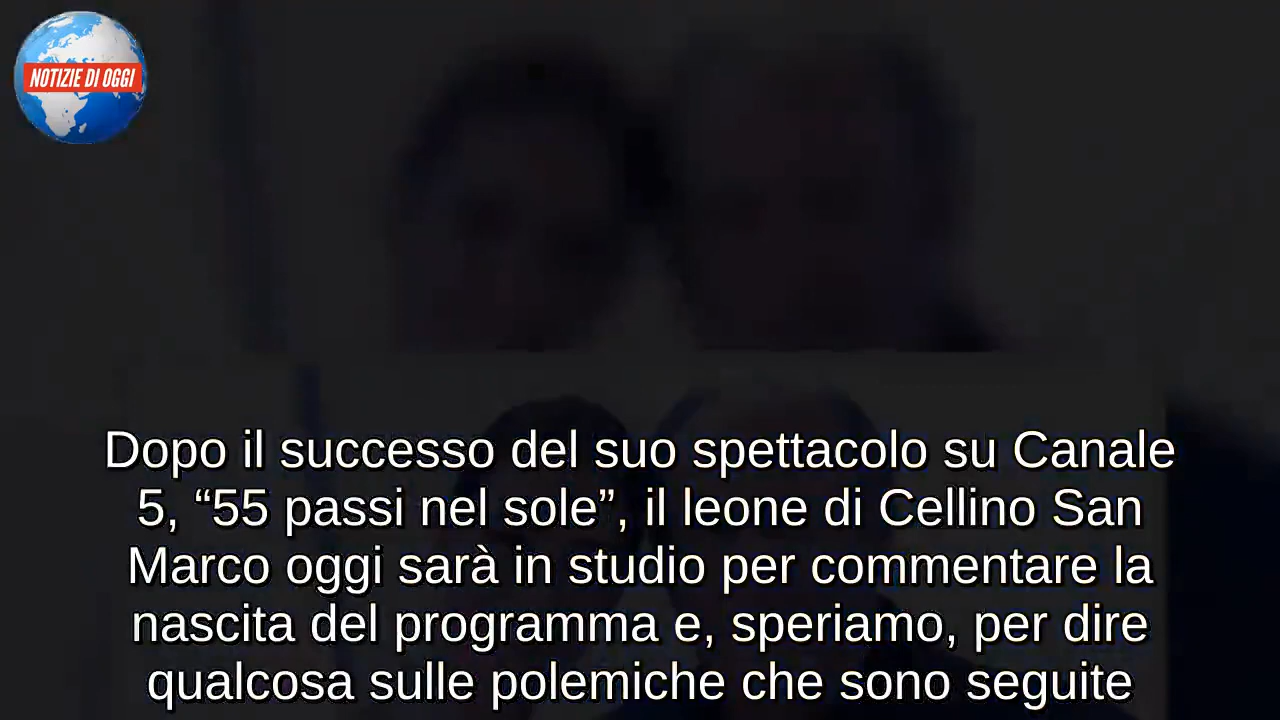 NOTIZIE DI OGGI
Dopo il successo del suo spettacolo su Canale
5, “55 passi nel sole”, il leone di Cellino San
Marco oggi sarà in studio per commentare la
nascita del programma e, speriamo, per dire
qualcosa sulle polemiche che sono seguite